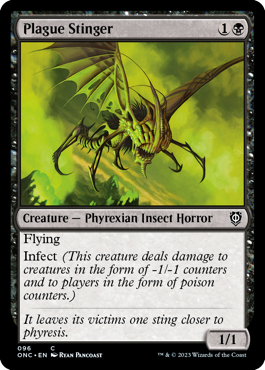 Plague Stinger 1
Creature — Phyrexian Insect Horror
Flying
Infect (This creature deals damage to
creatures in the form of -1/-1 counters
and to players in the form of poison
counters.)
It leaves its victims one sting closer to
phyresis.
1/1
096 C
ONC • EN RYAN PANCOAST
™ & © 2023 Wizards of the Coast